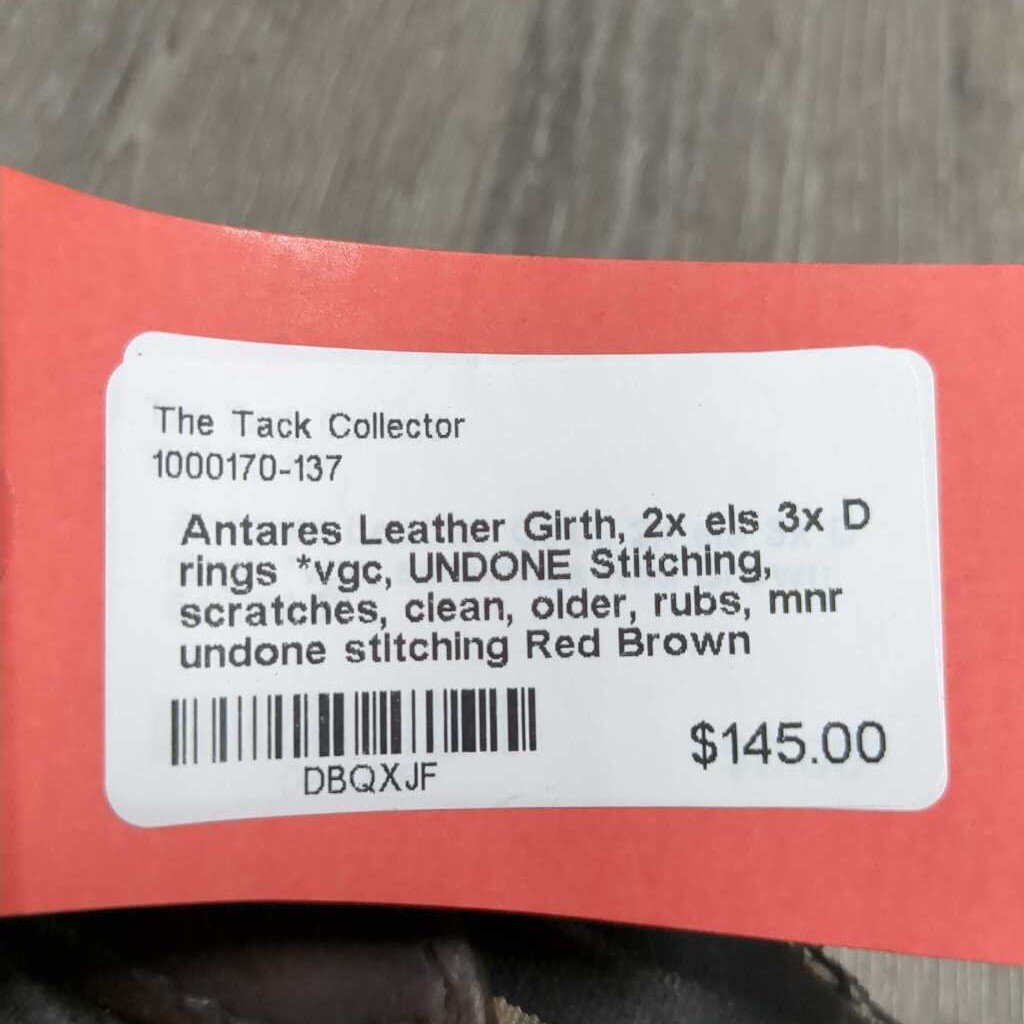 The Tack Collector
1000170-137
Antares Leather Girth, 2x els 3x D
rings *vgc, UNDONE Stitching,
scratches, clean, older, rubs, mnr
undone stitching Red Brown
DBQXJF
$145.00